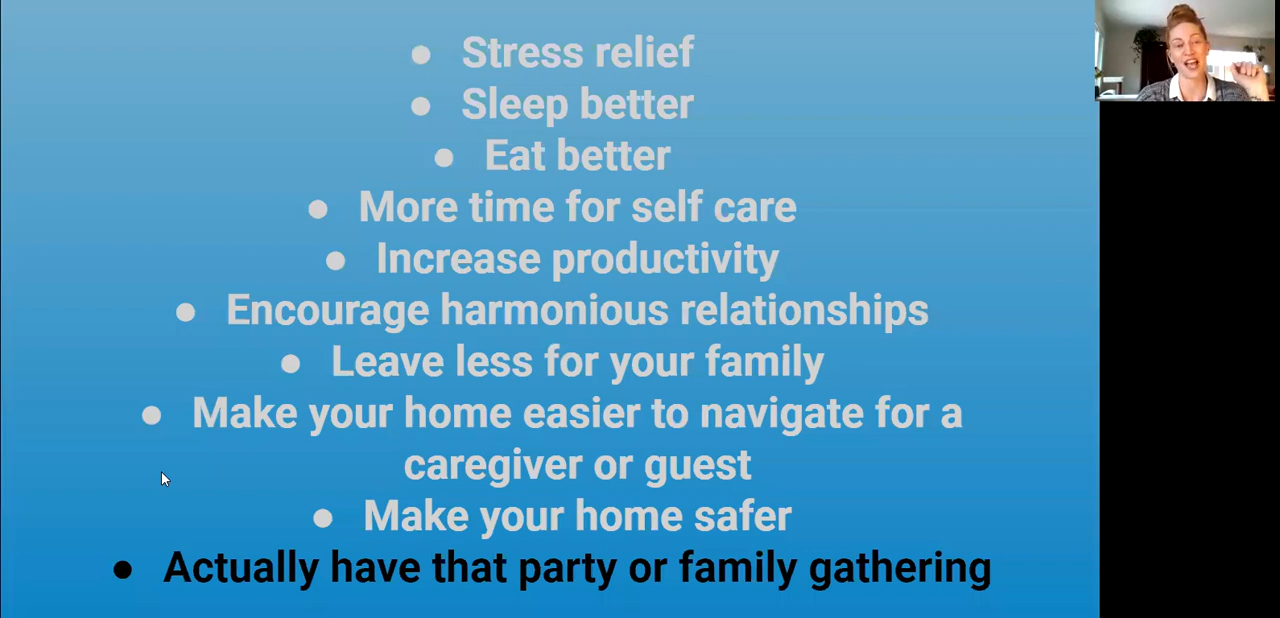 ● Stress relief
● Sleep better
● Eat better
● More time for self care
● Increase productivity
● Encourage harmonious relationships
● Leave less for your family
● Make your home easier to navigate for a
caregiver or guest
● Make your home safer
● Actually have that party or family gathering